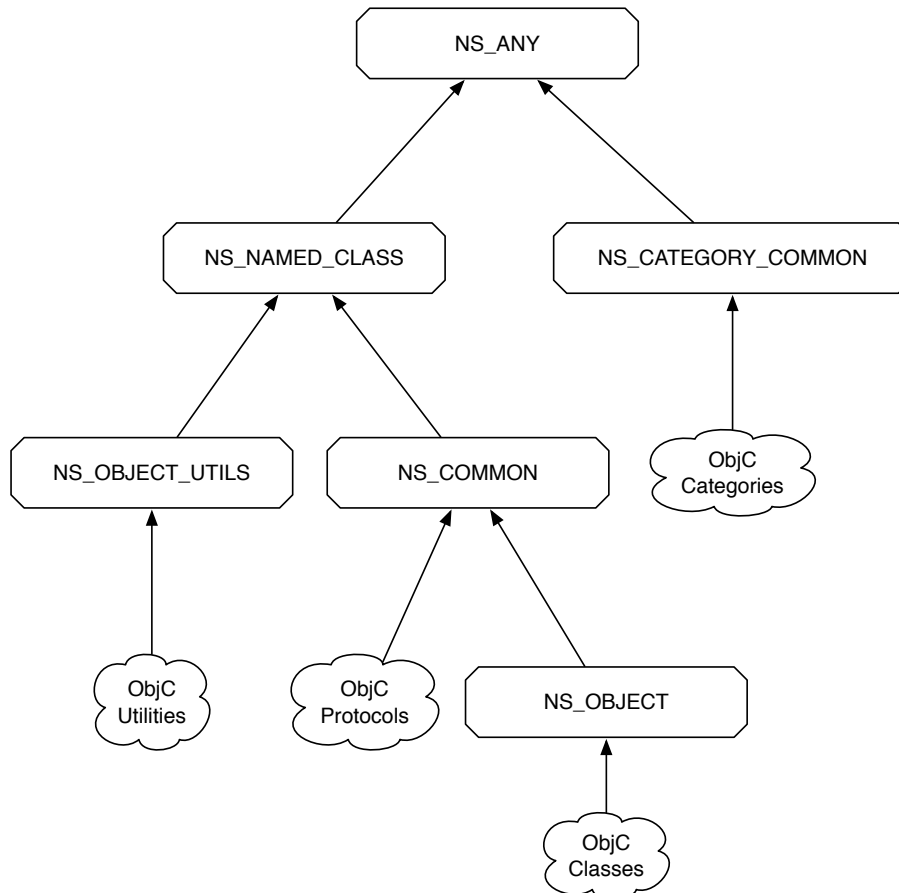 NS_ANY
NS_NAMED_CLASS
NS_CATEGORY_COMMON
NS_OBJECT_UTILS
NS_COMMON
ObjC
Categories
ObjC
Utilities
ObjC
Protocols
NS_OBJECT
ObjC
Classes